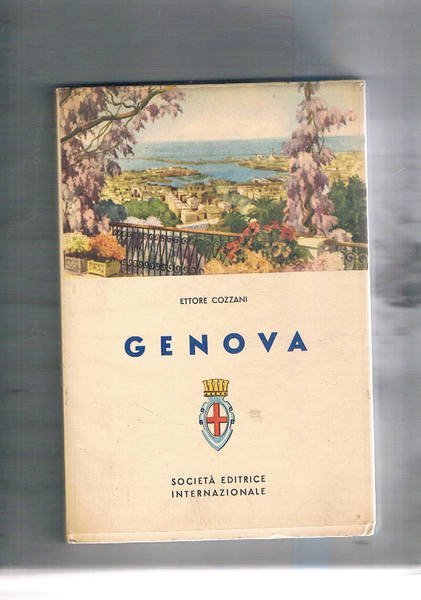 ETTORE COZZANI
GENOVA
SOCIETÀ EDITRICE
INTERNAZIONALE